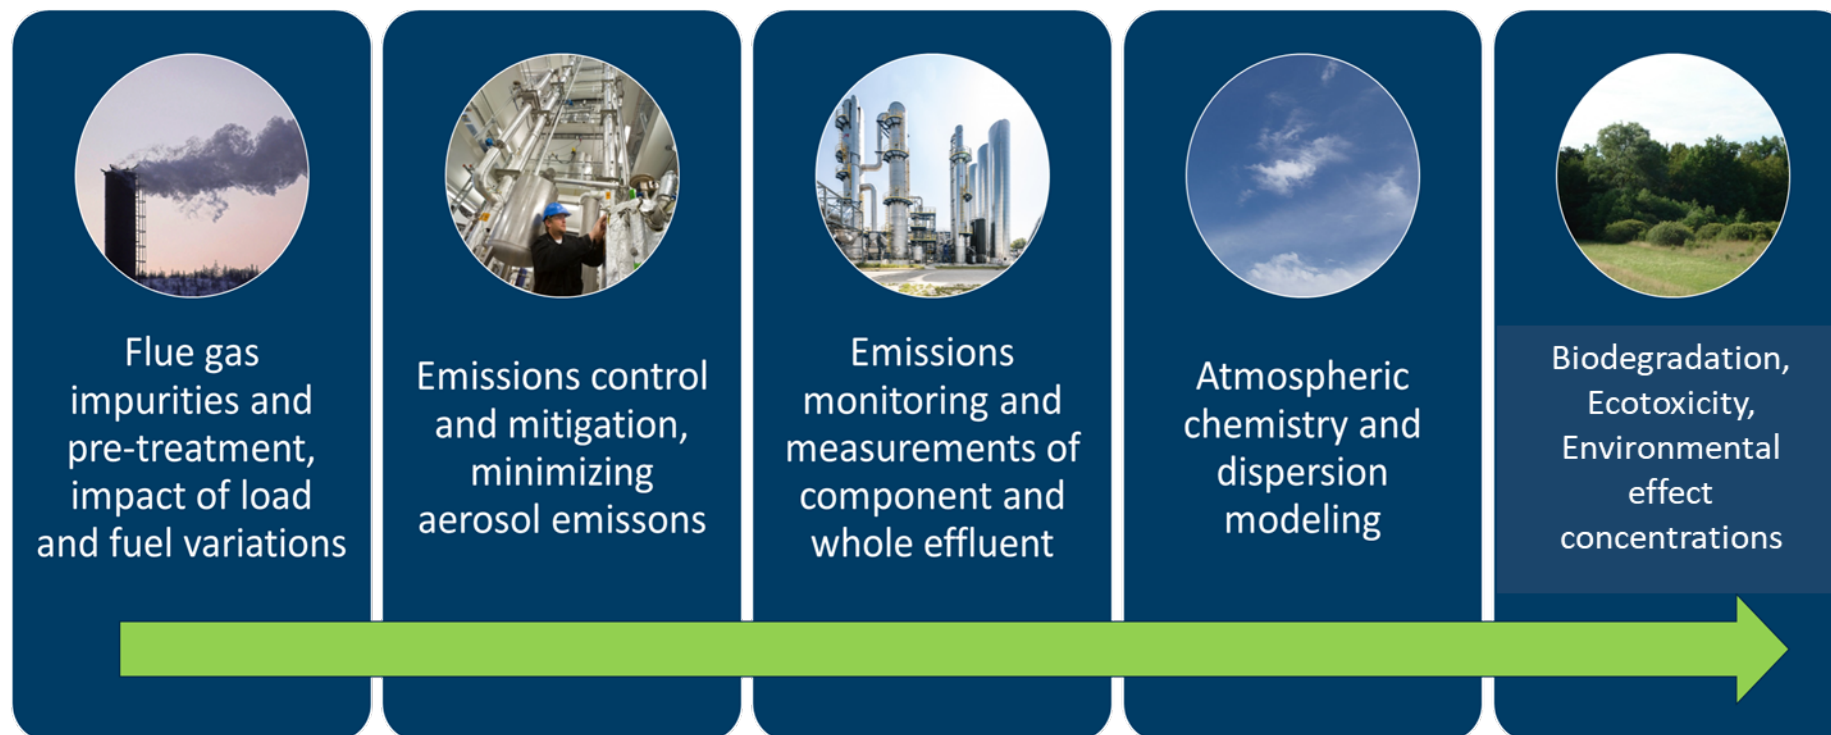 Flue gas
impurities and
pre-treatment,
impact of load
and fuel variations
Emissions control
and mitigation,
minimizing
aerosol emissons
Emissions
monitoring and
measurements of
component and
whole effluent
Atmospheric
chemistry and
dispersion
modeling
Biodegradation,
Ecotoxicity,
Environmental
effect
concentrations